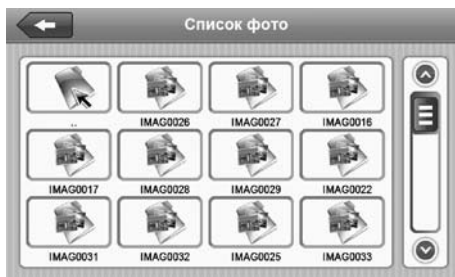 Список фото
.. IMAG0026 IMAG0027 IMAG0016
IMAG0017 IMAG0028 IMAG0029 IMAG0022
IMAG0031 IMAG0032 IMAG0025 IMAG0033